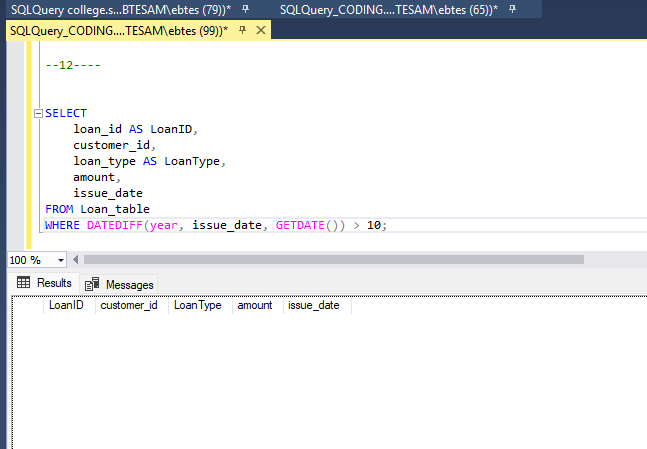 SQLQuery college.s...BTESAM\ebtes (79))* SQLQuery_CODING....TESAM\ebtes (65))*
SQLQuery_CODING....TESAM\ebtes (99))*
--12----
SELECT
loan_id AS LoanID,
customer_id,
loan_type AS LoanType,
amount,
issue_date
FROM Loan_table
WHERE DATEDIFF(year, issue_date, GETDATE()) > 10;
100 %
Results Messages
LoanID customer_id LoanType amount issue_date